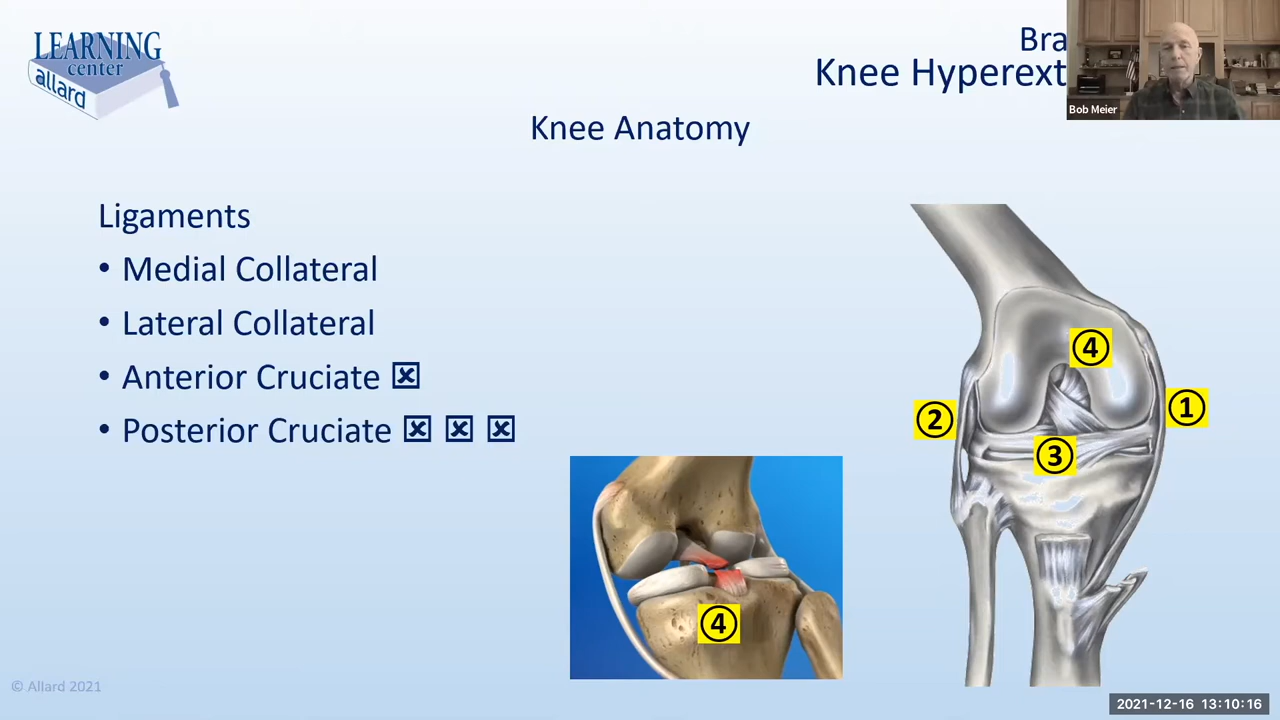 LEARNING
center
allard
Bra
Knee Hyperext
Bob Meier
Knee Anatomy
Ligaments
• Medial Collateral
• Lateral Collateral
• Anterior Cruciate ☒
• Posterior Cruciate ☒ ☒ ☒
④
②
①
③
④
© Allard 2021
2021-12-16 13:10:16